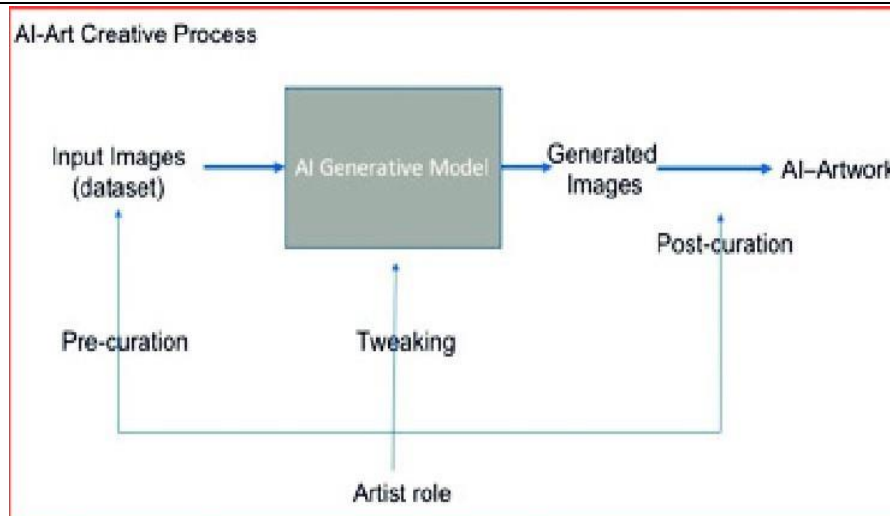 AI-Art Creative Process
Input Images
(dataset)
AI Generative Model
Generated
Images
AI–Artwork
Post-curation
Pre-curation
Tweaking
Artist role